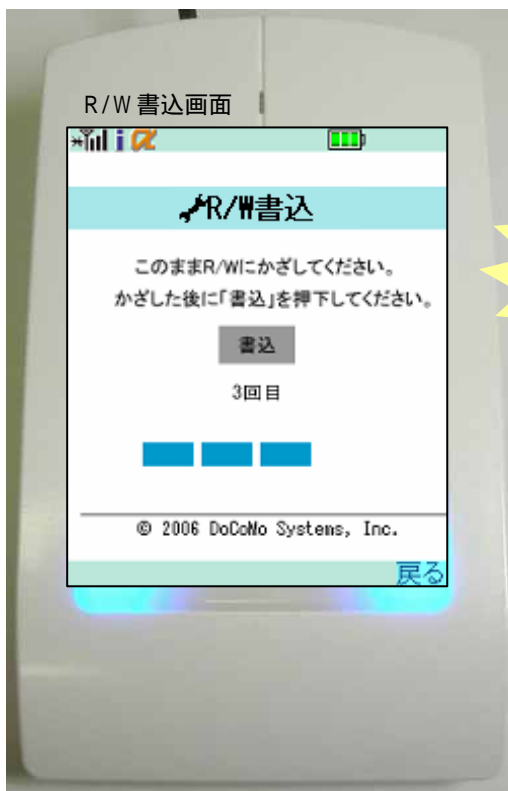 R/W書込画面
R/W書込
このままR/Wにかざしてください。
かざした後に「書込」を押下してください。
書込
3回目
© 2006 DoCoMo Systems, Inc.
戻る